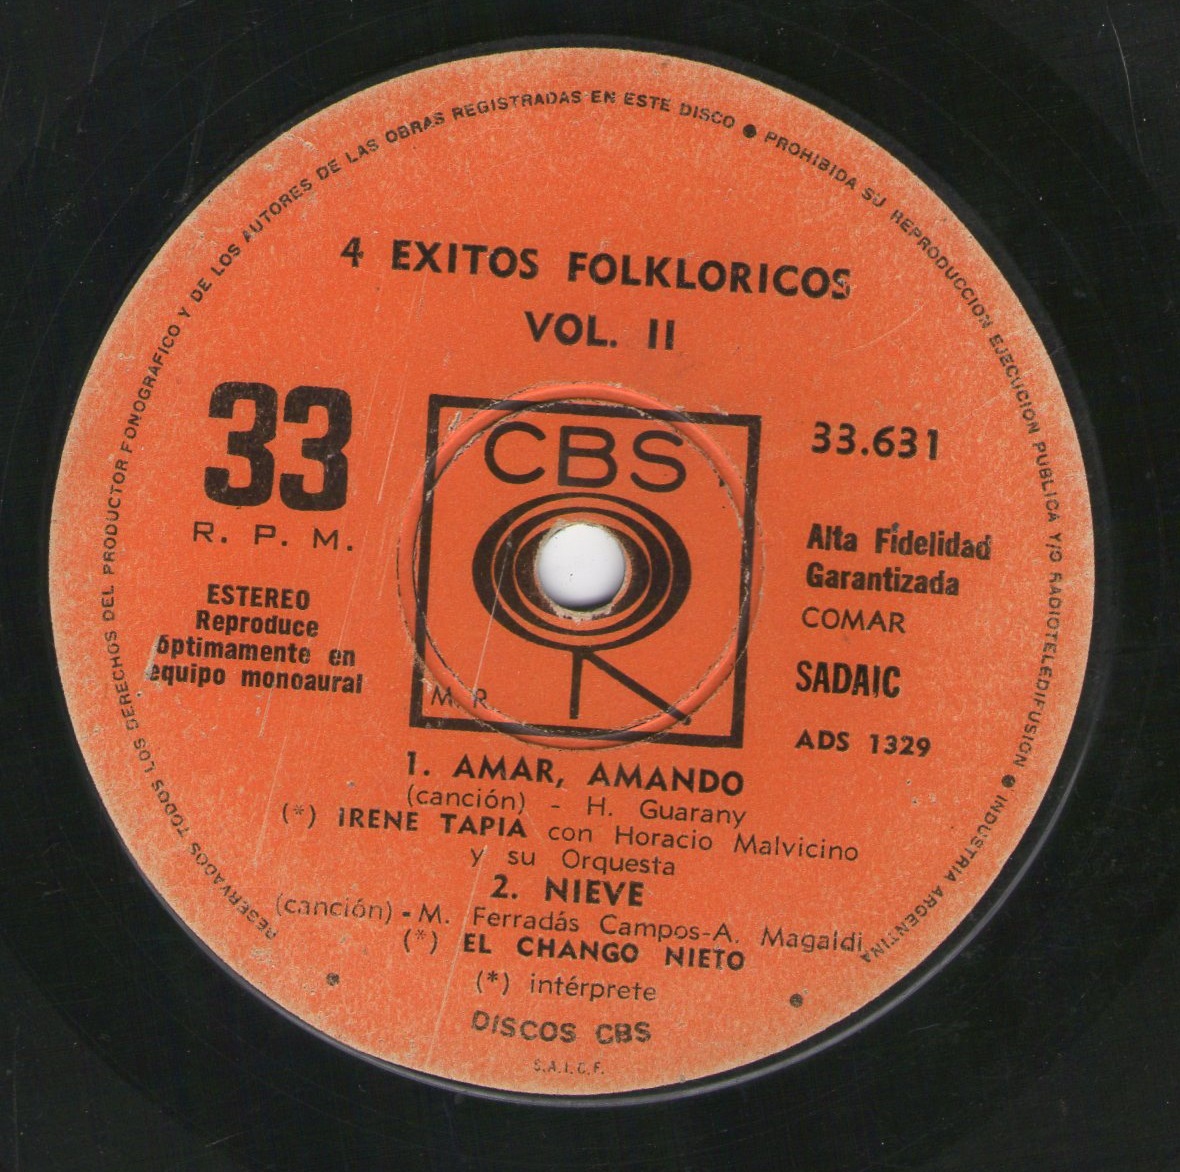 RESERVADOS TODOS LOS DERECHOS DEL PRODUCTOR FONOGRAFICO Y DE LOS AUTORES DE LAS OBRAS REGISTRADAS EN ESTE DISCO ● PROHIBIDA SU REPRODUCCION EJECUCION PUBLICA Y/O RADIOTELEDIFUSION ● INDUSTRIA ARGENTINA
4 EXITOS FOLKLORICOS
VOL. II
33
R. P. M.
ESTEREO
Reproduce
óptimamente en
equipo monoaural
CBS
M. R.
33.631
Alta Fidelidad
Garantizada
COMAR
SADAIC
ADS 1329
1. AMAR, AMANDO
(canción) - H. Guarany
(*) IRENE TAPIA con Horacio Malvicino
y su Orquesta
2. NIEVE
(canción) - M. Ferradás Campos-A. Magaldi
(*) EL CHANGO NIETO
(*) intérprete
DISCOS CBS
S.A.I.C.F.